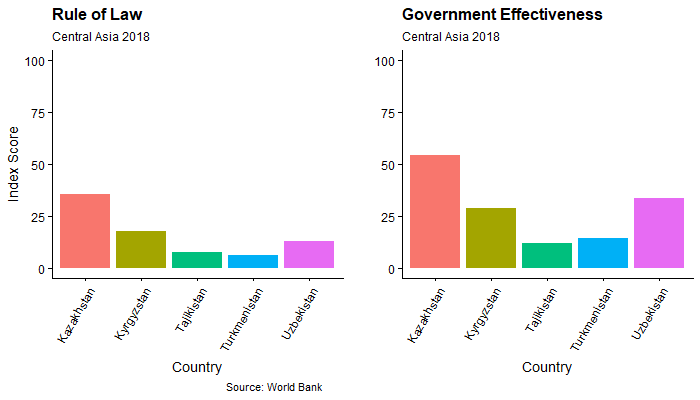 Rule of Law
Central Asia 2018
Index Score
100
75
50
25
0
Kazakhstan
Kyrgyzstan
Tajikistan
Turkmenistan
Uzbekistan
Country
Source: World Bank
Government Effectiveness
Central Asia 2018
100
75
50
25
0
Kazakhstan
Kyrgyzstan
Tajikistan
Turkmenistan
Uzbekistan
Country